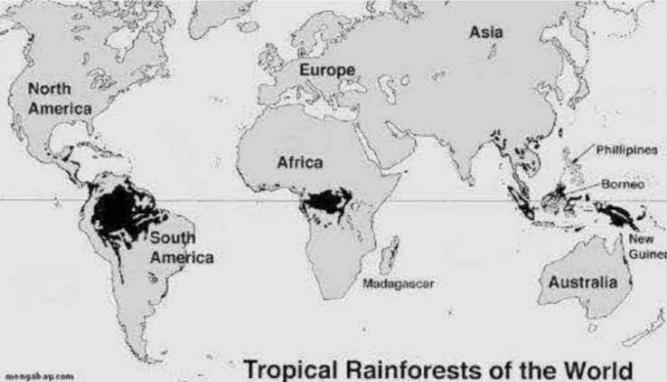 Asia
Europe
North
America
Africa
Phillipines
Borneo
South
America
New
Guinea
Madagascar
Australia
mongabay.com
Tropical Rainforests of the World